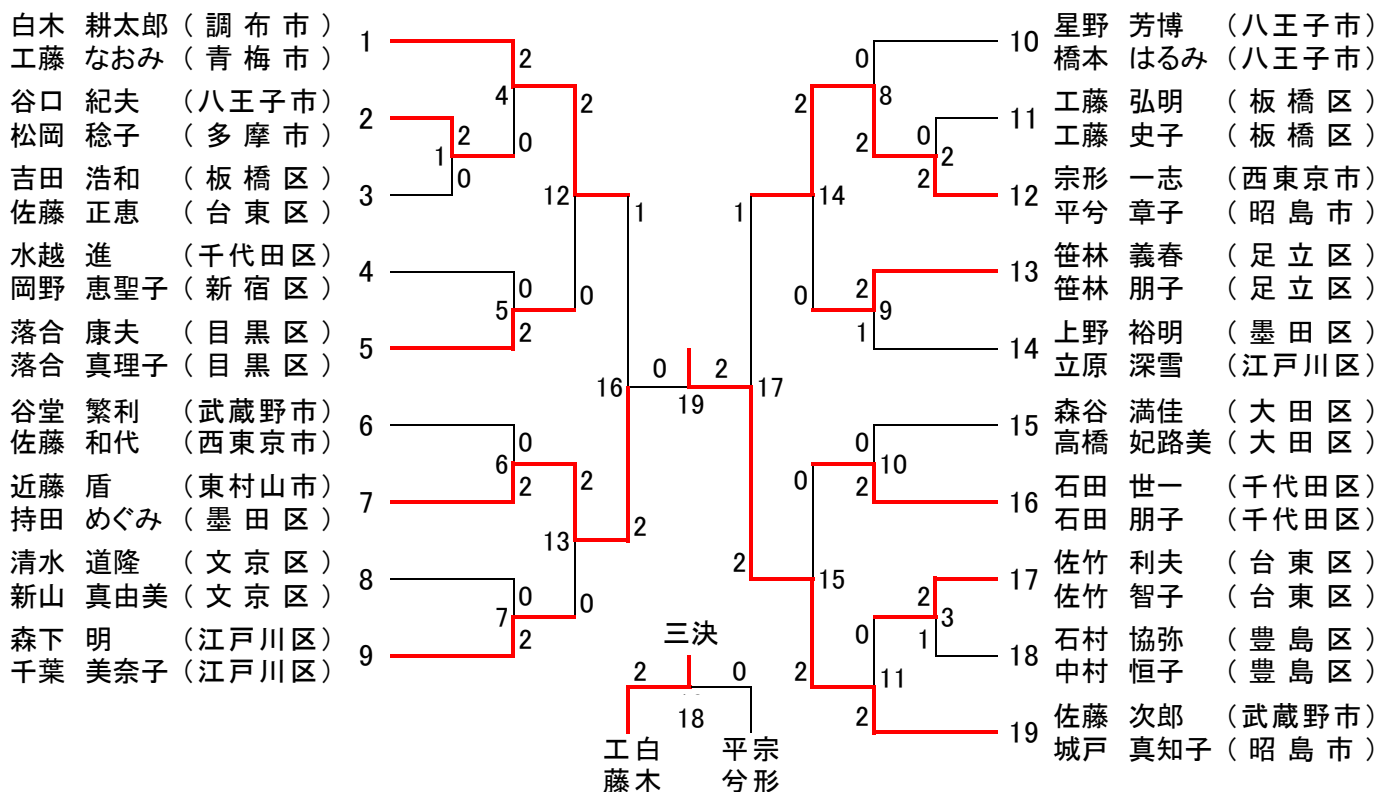 白木 耕太郎 ( 調 布 市 )
工藤 なおみ ( 青 梅 市 )
1
谷口 紀夫 (八王子市)
松岡 稔子 ( 多 摩 市 )
2
吉田 浩和 ( 板 橋 区 )
佐藤 正恵 ( 台 東 区 )
3
水越 進 (千代田区)
岡野 恵聖子 ( 新 宿 区 )
4
落合 康夫 ( 目 黒 区 )
落合 真理子 ( 目 黒 区 )
5
谷堂 繁利 (武蔵野市)
佐藤 和代 (西東京市)
6
近藤 盾 (東村山市)
持田 めぐみ ( 墨 田 区 )
7
清水 道隆 ( 文 京 区 )
新山 真由美 ( 文 京 区 )
8
森下 明 (江戸川区)
千葉 美奈子 (江戸川区)
9
2
4
0
2
1
0
2
12
0
0
5
2
1
16
2
0
6
2
2
13
0
0
7
2
0
19
2
1
17
2
2
14
0
0
8
2
0
2
2
2
9
1
0
15
2
0
10
2
0
11
2
2
3
1
10
星野 芳博 (八王子市)
橋本 はるみ (八王子市)
11
工藤 弘明 ( 板 橋 区 )
工藤 史子 ( 板 橋 区 )
12
宗形 一志 (西東京市)
平兮 章子 ( 昭 島 市 )
13
笹林 義春 ( 足 立 区 )
笹林 朋子 ( 足 立 区 )
14
上野 裕明 ( 墨 田 区 )
立原 深雪 (江戸川区)
15
森谷 満佳 ( 大 田 区 )
高橋 妃路美 ( 大 田 区 )
16
石田 世一 (千代田区)
石田 朋子 (千代田区)
17
佐竹 利夫 ( 台 東 区 )
佐竹 智子 ( 台 東 区 )
18
石村 協弥 ( 豊 島 区 )
中村 恒子 ( 豊 島 区 )
19
佐藤 次郎 (武蔵野市)
城戸 真知子 ( 昭 島 市 )
三決
2
0
18
白木
工藤
宗形
平兮